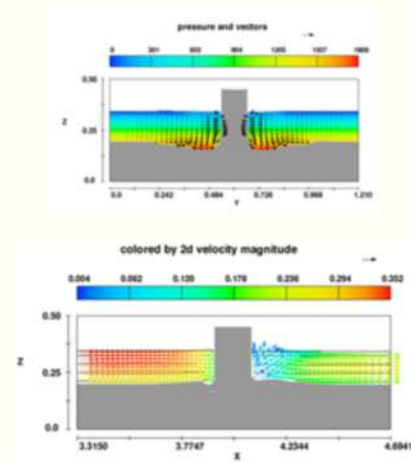 pressure and vectors
0 301 603 904 1205 1507 1808
0.50
Z
0.25
0.0
0.0 0.242 0.484 0.726 0.968 1.210
Y
colored by 2d velocity magnitude
0.004 0.062 0.120 0.178 0.236 0.294 0.352
0.50
Z
0.25
0.0
3.3150 3.7747 4.2344 4.6941
X